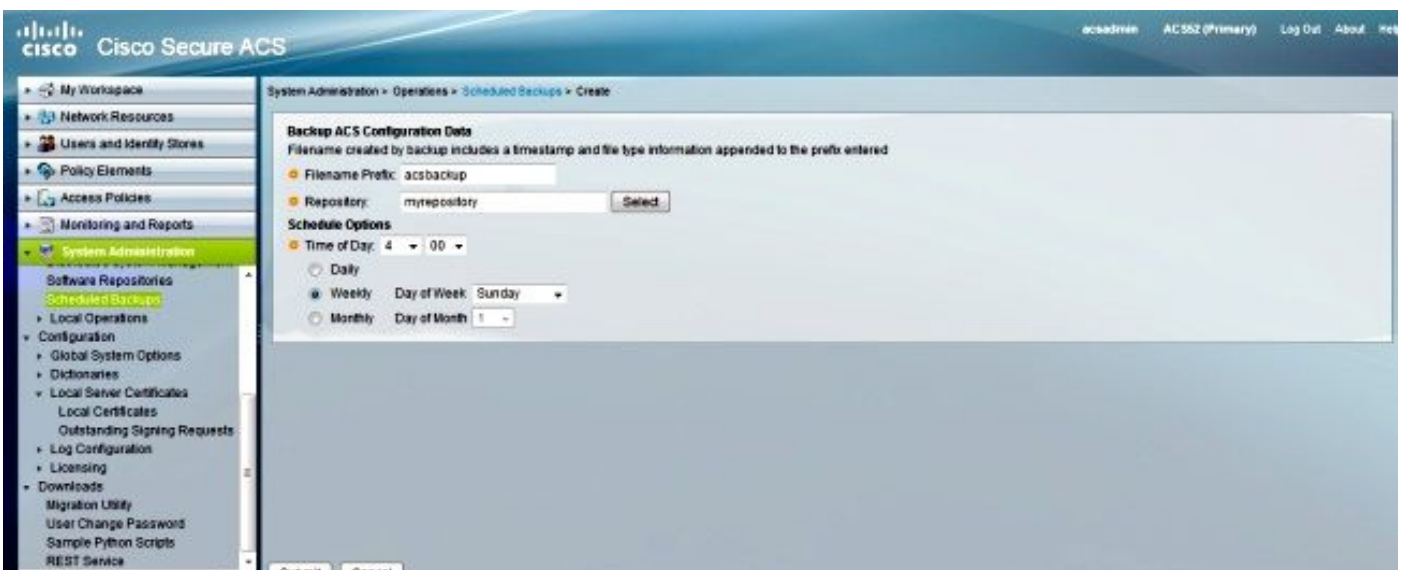 cisco Cisco Secure ACS
acsadmin ACS52 (Primary) Log Out About Help
My Workspace
Network Resources
Users and Identity Stores
Policy Elements
Access Policies
Monitoring and Reports
System Administration
Software Repositories
Scheduled Backups
Local Operations
Configuration
Global System Options
Dictionaries
Local Server Certificates
Local Certificates
Outstanding Signing Requests
Log Configuration
Licensing
Downloads
Migration Utility
User Change Password
Sample Python Scripts
REST Service
System Administration > Operations > Scheduled Backups > Create
Backup ACS Configuration Data
Filename created by backup includes a timestamp and file type information appended to the prefix entered
Filename Prefix: acsbackup
Repository: myrepository Select
Schedule Options
Time of Day: 4 00
Daily
Weekly Day of Week Sunday
Monthly Day of Month 1